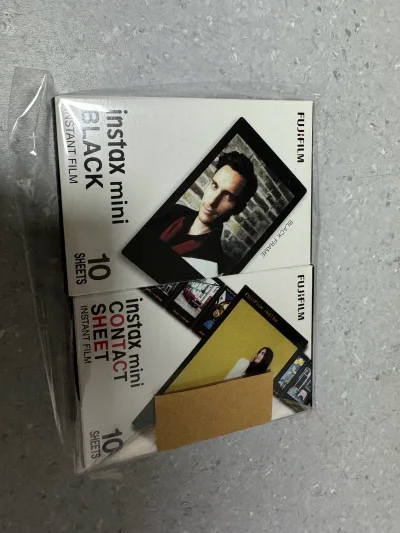 FUJIFILM
instax mini
BLACK
INSTANT FILM
10
SHEETS
BLACK FRAME
FUJIFILM
instax mini
CONTACT
SHEET
INSTANT FILM
10
SHEETS